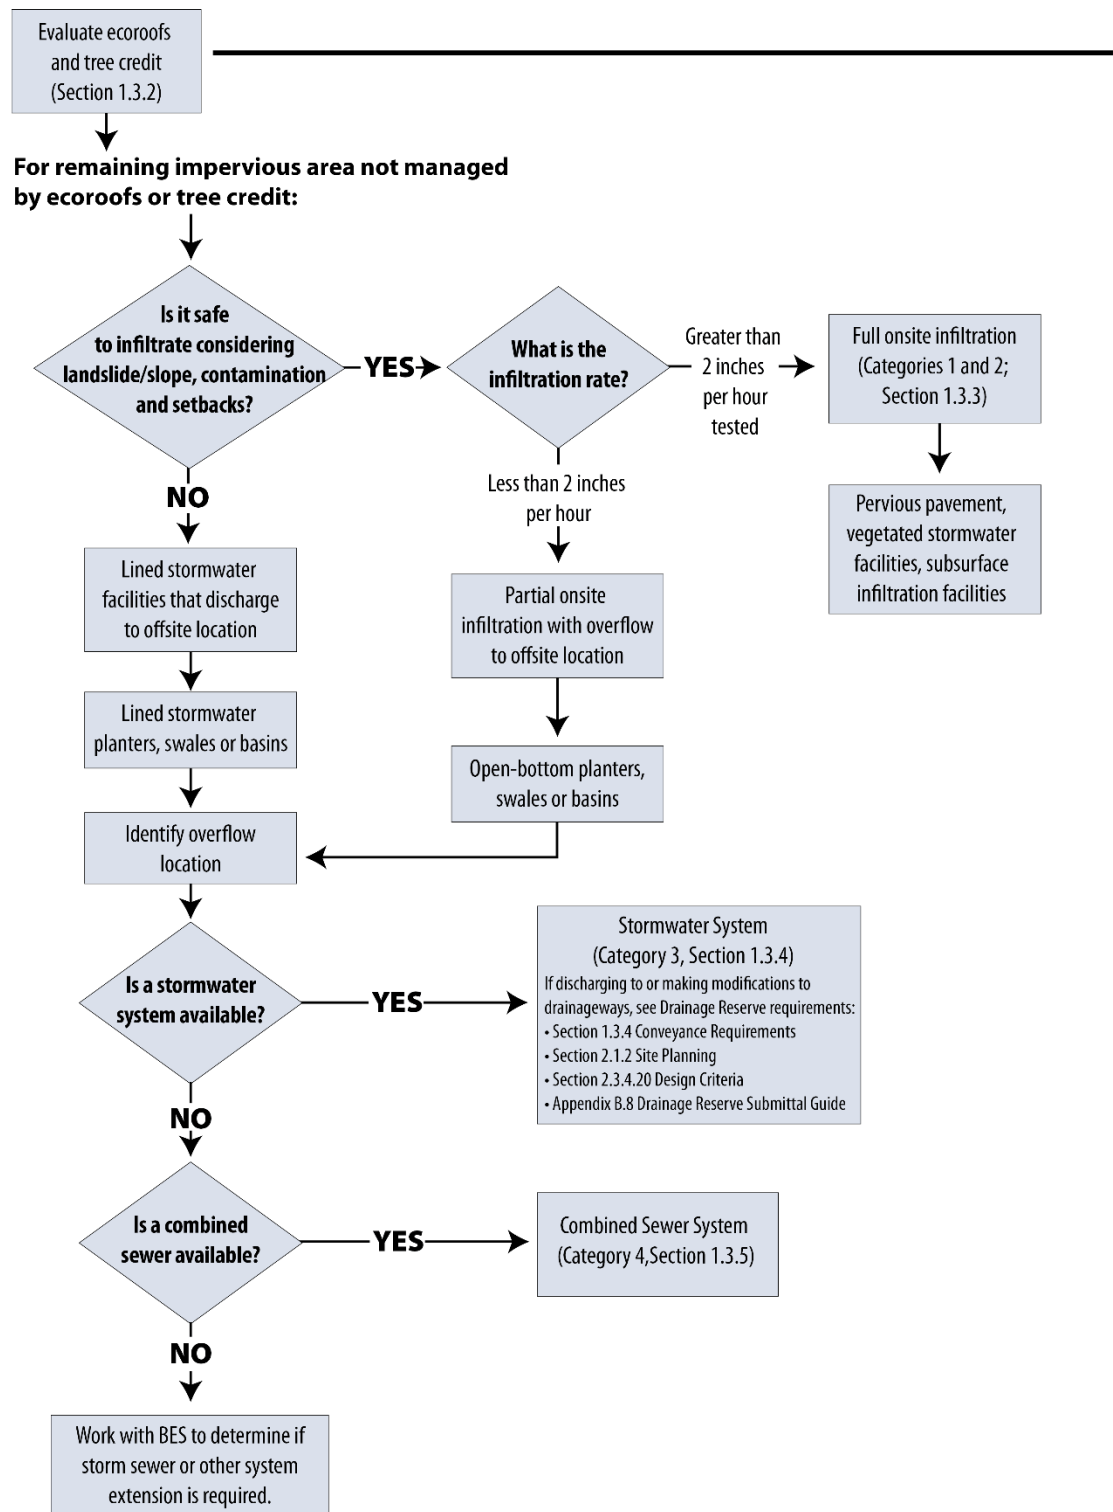 Evaluate ecoroofs
and tree credit
(Section 1.3.2)
For remaining impervious area not managed
by ecoroofs or tree credit:
Is it safe
to infiltrate considering
landslide/slope, contamination
and setbacks?
YES
What is the
infiltration rate?
Greater than
2 inches
per hour
tested
Full onsite infiltration
(Categories 1 and 2;
Section 1.3.3)
Pervious pavement,
vegetated stormwater
facilities, subsurface
infiltration facilities
NO
Less than 2 inches
per hour
Lined stormwater
facilities that discharge
to offsite location
Partial onsite
infiltration with overflow
to offsite location
Lined stormwater
planters, swales or basins
Open-bottom planters,
swales or basins
Identify overflow
location
Is a stormwater
system available?
YES
Stormwater System
(Category 3, Section 1.3.4)
If discharging to or making modifications to
drainageways, see Drainage Reserve requirements:
• Section 1.3.4 Conveyance Requirements
• Section 2.1.2 Site Planning
• Section 2.3.4.20 Design Criteria
• Appendix B.8 Drainage Reserve Submittal Guide
NO
Is a combined
sewer available?
YES
Combined Sewer System
(Category 4,Section 1.3.5)
NO
Work with BES to determine if
storm sewer or other system
extension is required.